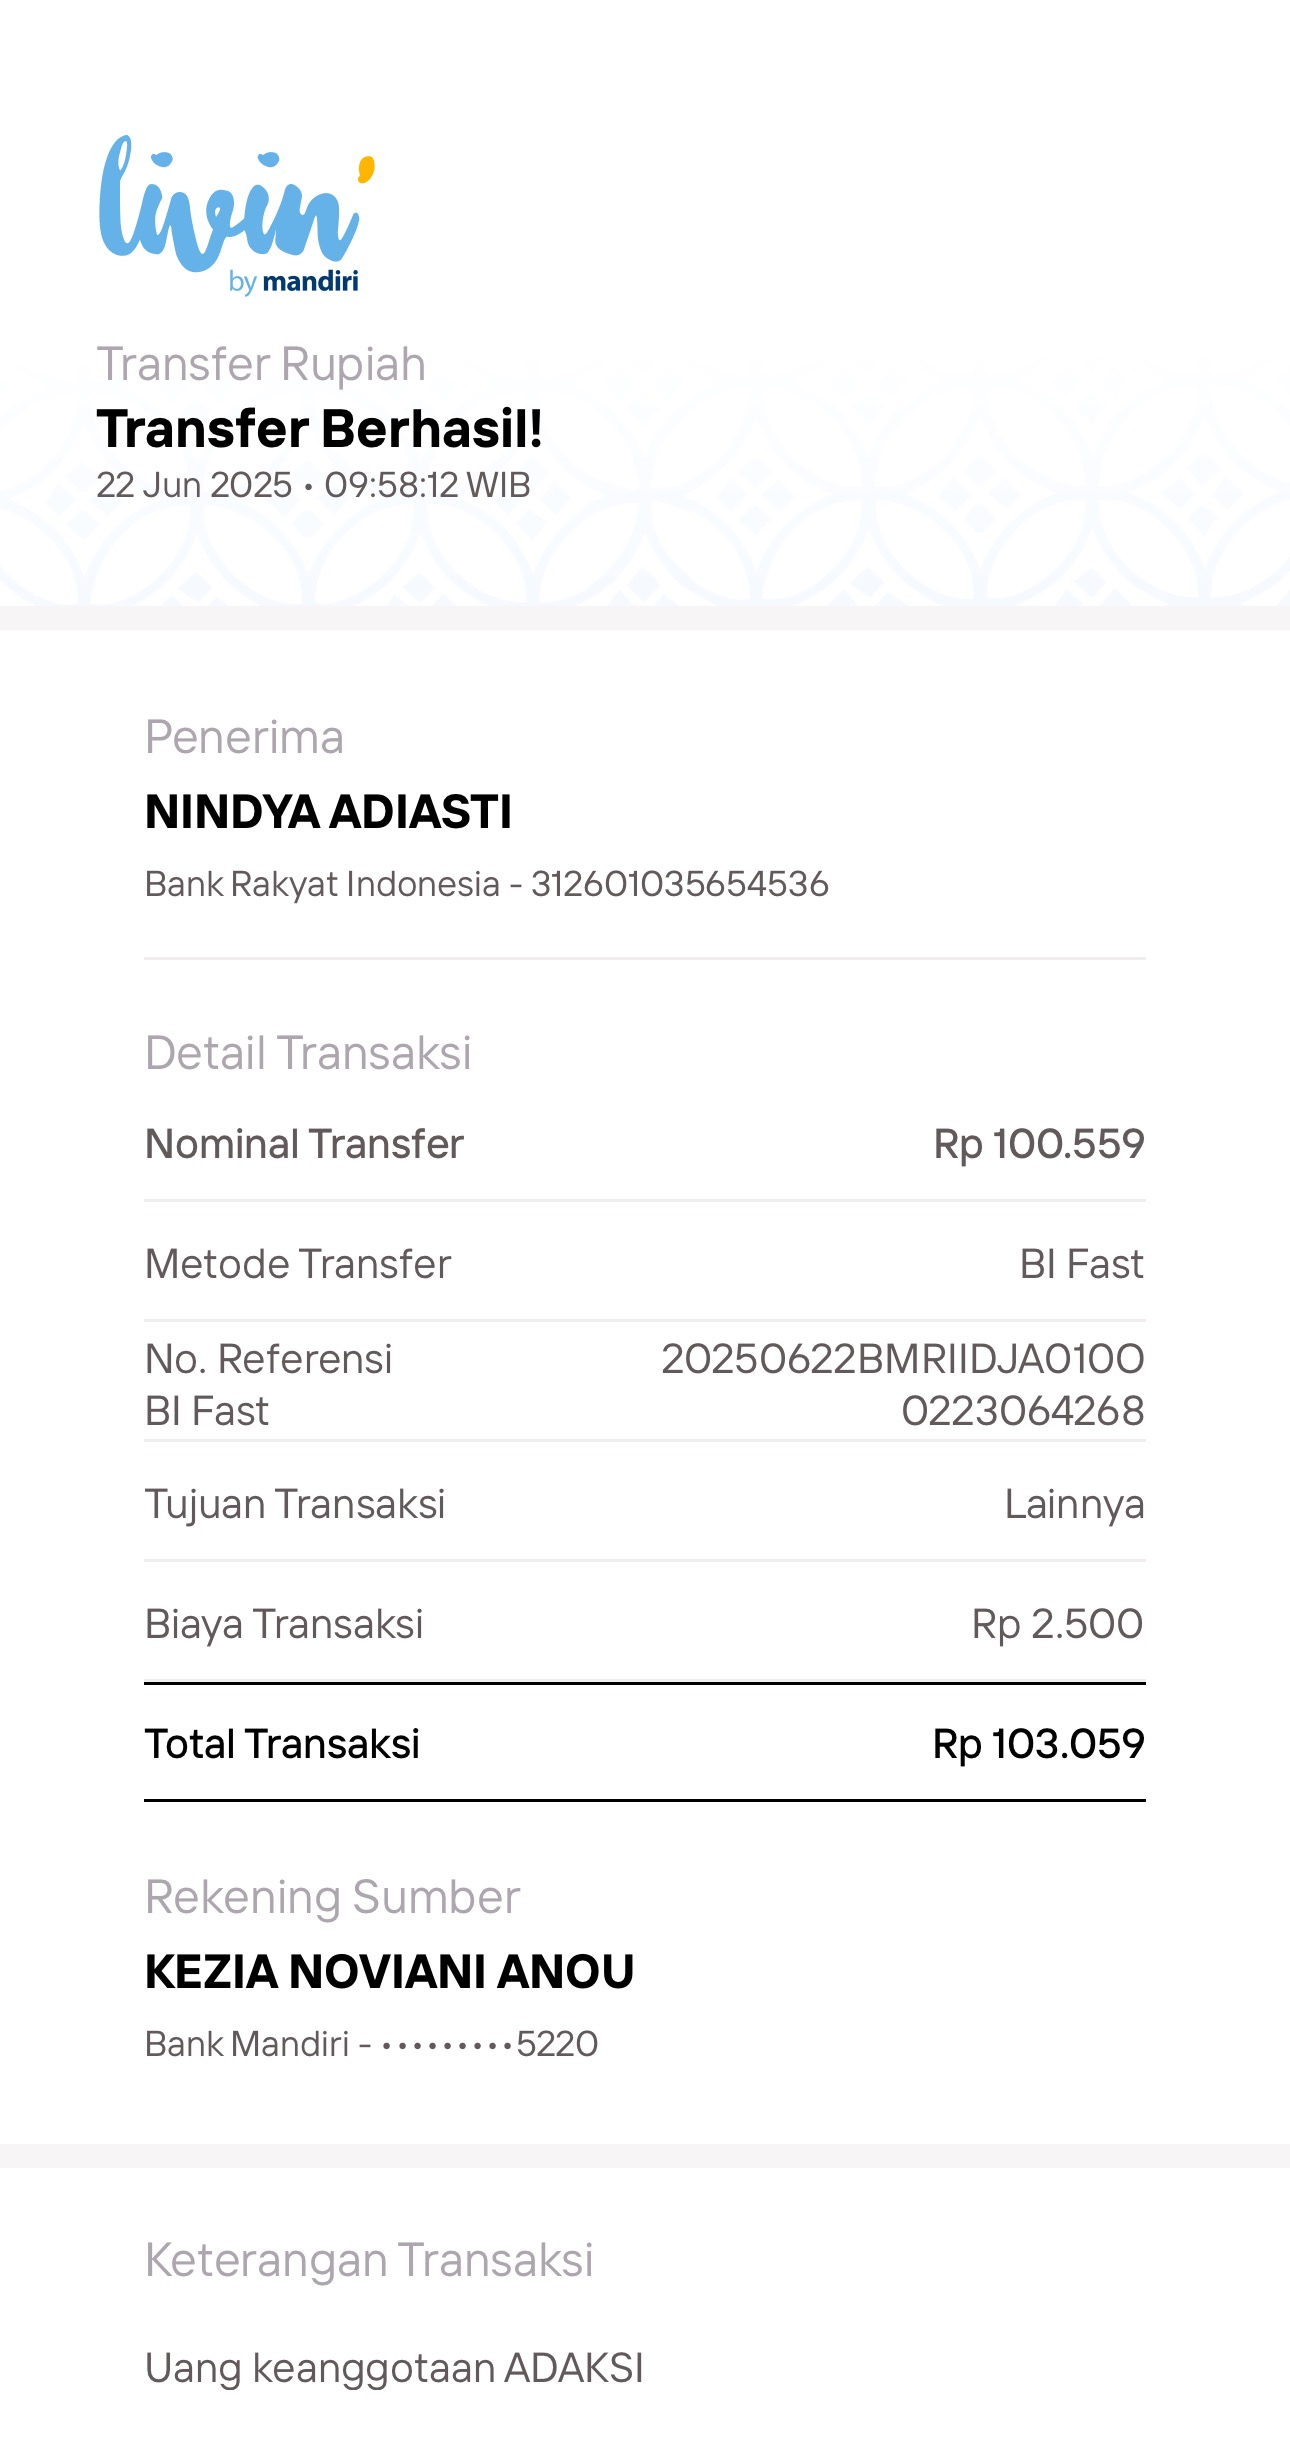 livin'
by mandiri
Transfer Rupiah
Transfer Berhasil!
22 Jun 2025 • 09:58:12 WIB
Penerima
NINDYA ADIASTI
Bank Rakyat Indonesia - 312601035654536
Detail Transaksi
Nominal Transfer Rp 100.559
Metode Transfer BI Fast
No. Referensi 20250622BMRIIDJA010O
BI Fast 0223064268
Tujuan Transaksi Lainnya
Biaya Transaksi Rp 2.500
Total Transaksi Rp 103.059
Rekening Sumber
KEZIA NOVIANI ANOU
Bank Mandiri - •••••••••5220
Keterangan Transaksi
Uang keanggotaan ADAKSI